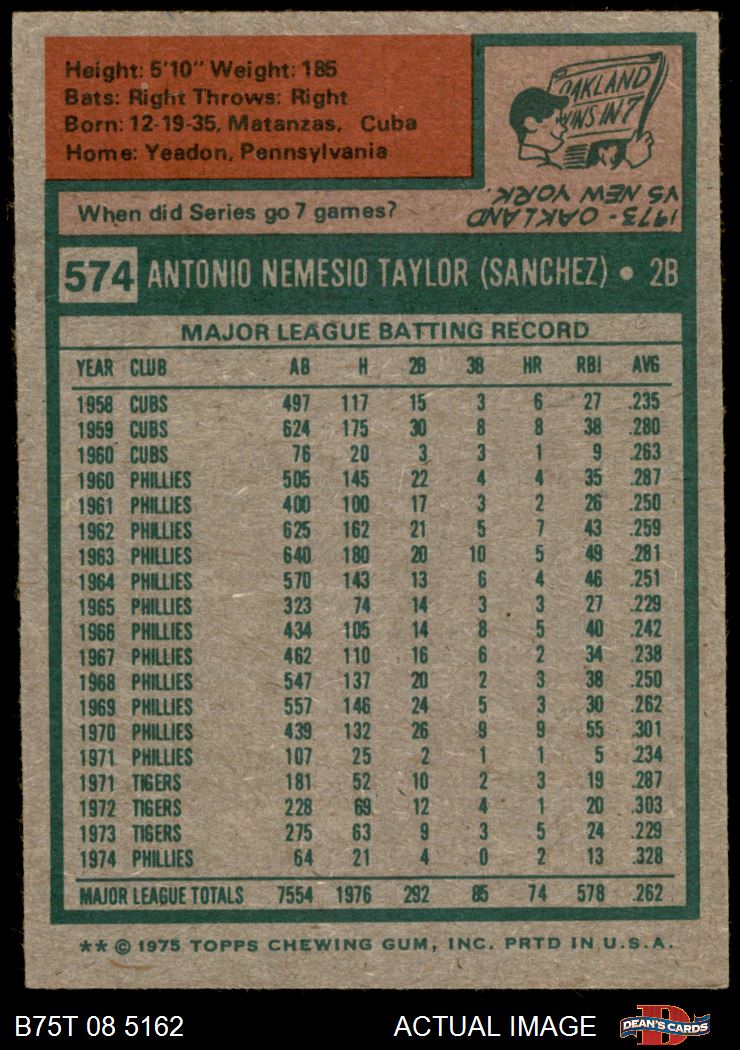 Height: 5'10" Weight: 185
Bats: Right Throws: Right
Born: 12-19-35, Matanzas, Cuba
Home: Yeadon, Pennsylvania
OAKLAND
WINS IN 7
When did Series go 7 games?
1973 - OAKLAND
VS NEW YORK.
574 ANTONIO NEMESIO TAYLOR (SANCHEZ) • 2B
MAJOR LEAGUE BATTING RECORD
YEAR CLUB AB H 2B 3B HR RBI AVG
1958 CUBS 497 117 15 3 6 27 .235
1959 CUBS 624 175 30 8 8 38 .280
1960 CUBS 76 20 3 3 1 9 .263
1960 PHILLIES 505 145 22 4 4 35 .287
1961 PHILLIES 400 100 17 3 2 26 .250
1962 PHILLIES 625 162 21 5 7 43 .259
1963 PHILLIES 640 180 20 10 5 49 .281
1964 PHILLIES 570 143 13 6 4 46 .251
1965 PHILLIES 323 74 14 3 3 27 .229
1966 PHILLIES 434 105 14 8 5 40 .242
1967 PHILLIES 462 110 16 6 2 34 .238
1968 PHILLIES 547 137 20 2 3 38 .250
1969 PHILLIES 557 146 24 5 3 30 .262
1970 PHILLIES 439 132 26 9 9 55 .301
1971 PHILLIES 107 25 2 1 1 5 .234
1971 TIGERS 181 52 10 2 3 19 .287
1972 TIGERS 228 69 12 4 1 20 .303
1973 TIGERS 275 63 9 3 5 24 .229
1974 PHILLIES 64 21 4 0 2 13 .328
MAJOR LEAGUE TOTALS 7554 1976 292 85 74 578 .262
** © 1975 TOPPS CHEWING GUM, INC. PRTD IN U.S.A.
B75T 08 5162 ACTUAL IMAGE DEAN'S CARDS